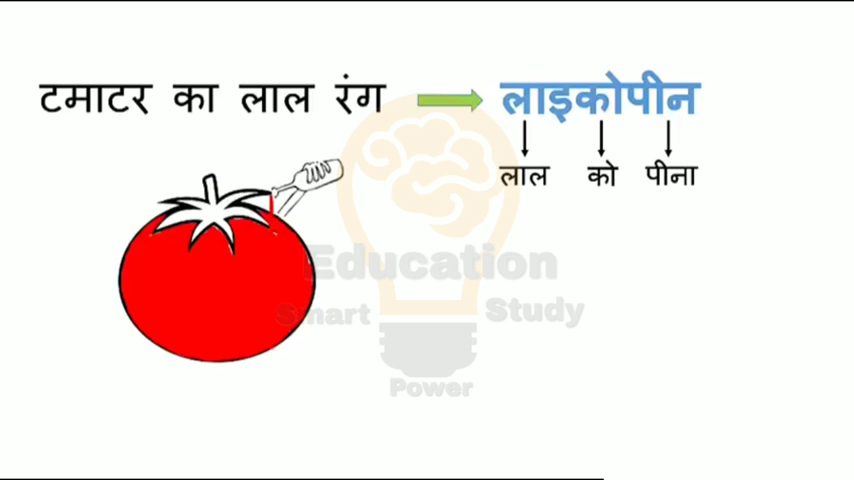 टमाटर का लाल रंग → लाइकोपीन
लाल को पीना
Education
Smart Study
Power